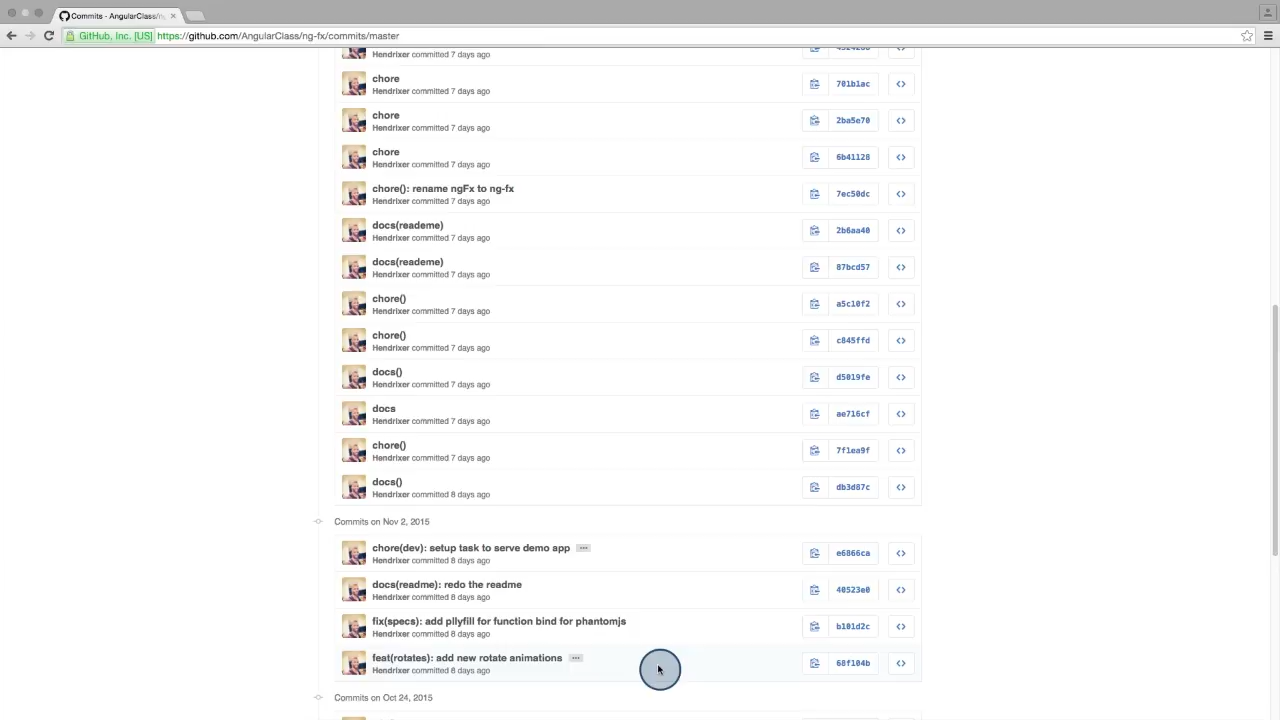 Commits · AngularClass/n
GitHub, Inc. [US] https://github.com/AngularClass/ng-fx/commits/master
Hendrixer committed 7 days ago
chore
Hendrixer committed 7 days ago
701b1ac
chore
Hendrixer committed 7 days ago
2ba5e70
chore
Hendrixer committed 7 days ago
6b41128
chore(): rename ngFx to ng-fx
Hendrixer committed 7 days ago
7ec50dc
docs(reademe)
Hendrixer committed 7 days ago
2b6aa40
docs(reademe)
Hendrixer committed 7 days ago
87bcd57
chore()
Hendrixer committed 7 days ago
a5c10f2
chore()
Hendrixer committed 7 days ago
c845ffd
docs()
Hendrixer committed 7 days ago
d5019fe
docs
Hendrixer committed 7 days ago
ae716cf
chore()
Hendrixer committed 7 days ago
7f1ea9f
docs()
Hendrixer committed 8 days ago
db3d87c
Commits on Nov 2, 2015
chore(dev): setup task to serve demo app ...
Hendrixer committed 8 days ago
e6866ca
docs(readme): redo the readme
Hendrixer committed 8 days ago
40523e0
fix(specs): add pllyfill for function bind for phantomjs
Hendrixer committed 8 days ago
b101d2c
feat(rotates): add new rotate animations ...
Hendrixer committed 8 days ago
68f104b
Commits on Oct 24, 2015